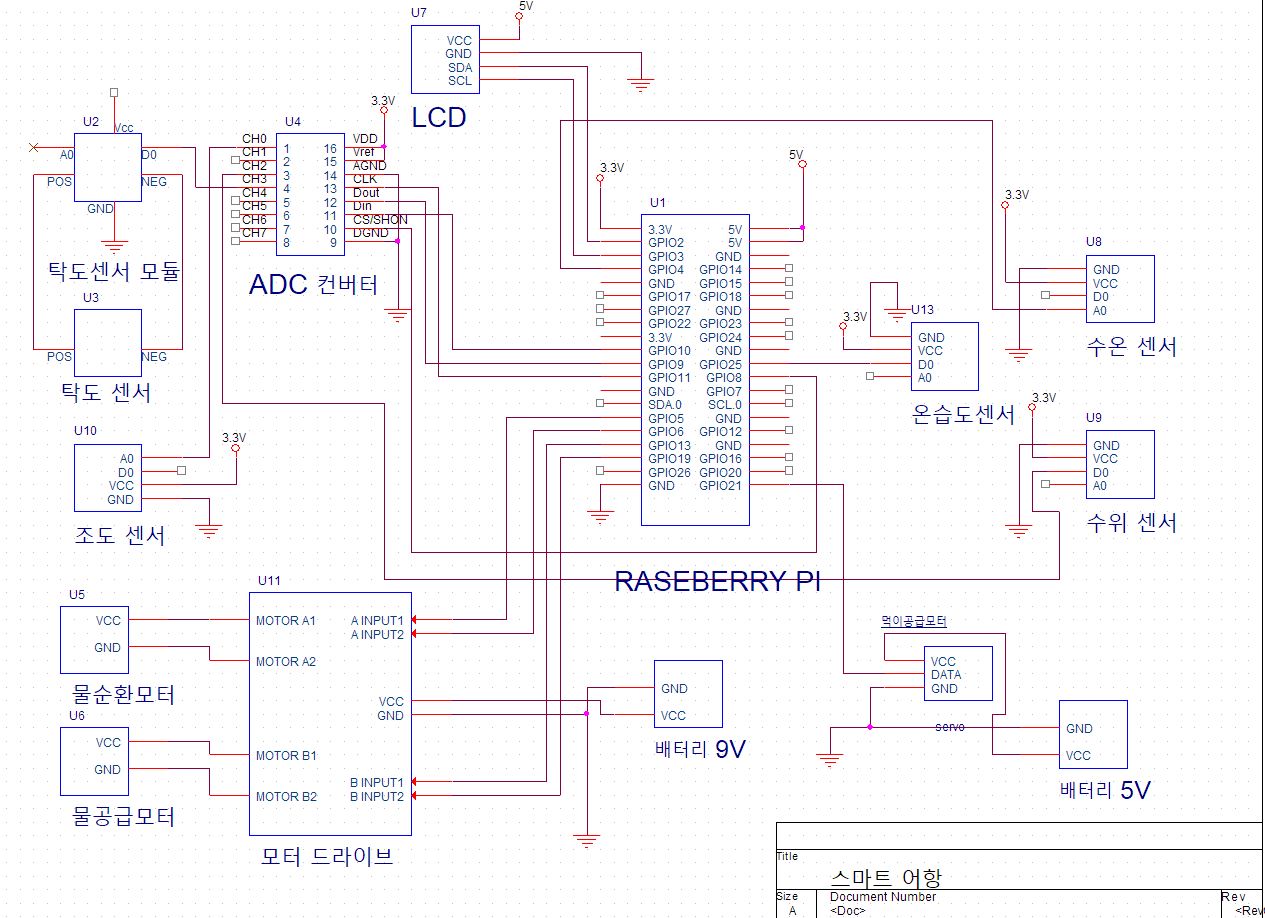 U7
5V
VCC
GND
SDA
SCL
LCD
U2
Vcc
A0
D0
POS
NEG
GND
탁도센서 모듈
U3
POS
NEG
탁도 센서
U4
3.3V
CH0
CH1
CH2
CH3
CH4
CH5
CH6
CH7
1
2
3
4
5
6
7
8
16
15
14
13
12
11
10
9
VDD
Vref
AGND
CLK
Dout
Din
CS/SHDN
DGND
ADC 컨버터
U10
A0
D0
VCC
GND
3.3V
조도 센서
U1
3.3V
5V
3.3V 5V
GPIO2 5V
GPIO3 GND
GPIO4 GPIO14
GND GPIO15
GPIO17 GPIO18
GPIO27 GND
GPIO22 GPIO23
3.3V GPIO24
GPIO10 GND
GPIO9 GPIO25
GPIO11 GPIO8
GND GPIO7
SDA.0 SCL.0
GPIO5 GND
GPIO6 GPIO12
GPIO13 GND
GPIO19 GPIO16
GPIO26 GPIO20
GND GPIO21
RASEBERRY PI
3.3V
U8
GND
VCC
D0
A0
수온 센서
3.3V
U13
GND
VCC
D0
A0
온습도센서
3.3V
U9
GND
VCC
D0
A0
수위 센서
U5
VCC
GND
물순환모터
U6
VCC
GND
물공급모터
U11
MOTOR A1
MOTOR A2
MOTOR B1
MOTOR B2
A INPUT1
A INPUT2
VCC
GND
B INPUT1
B INPUT2
모터 드라이브
GND
VCC
배터리 9V
먹이공급모터
VCC
DATA
GND
servo
GND
VCC
배터리 5V
Title
스마트 어항
Size
A
Document Number
<Doc>
Rev
<Rev